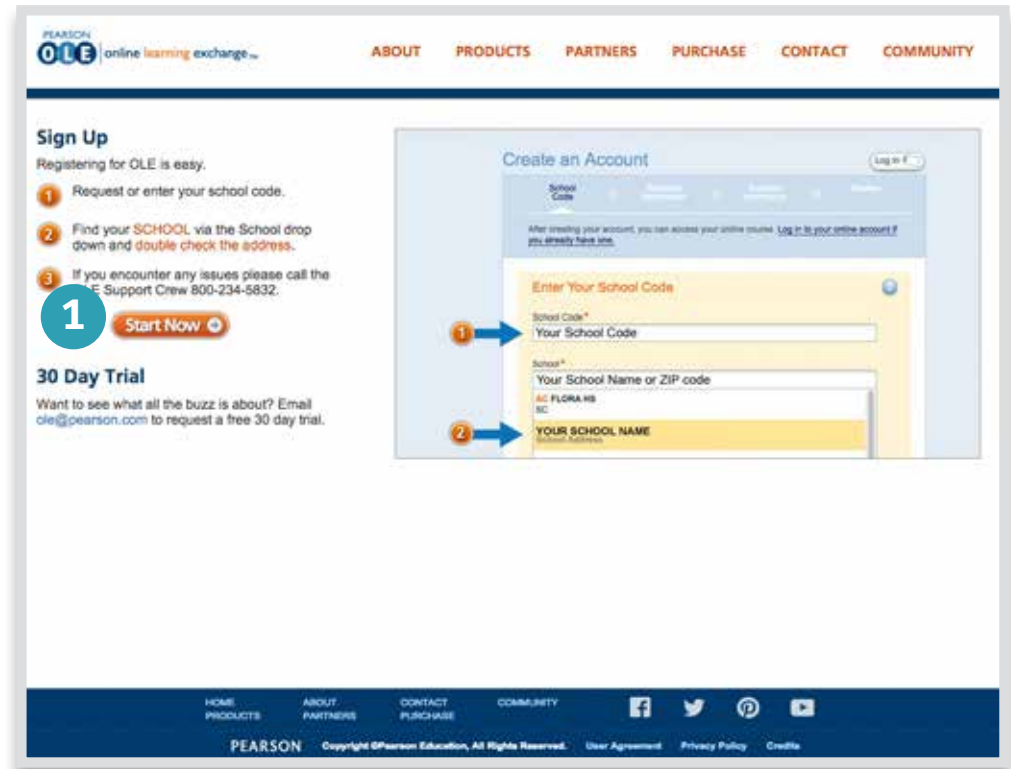 PEARSON
OLE online learning exchange™
ABOUT PRODUCTS PARTNERS PURCHASE CONTACT COMMUNITY
Sign Up
Registering for OLE is easy.
1 Request or enter your school code.
2 Find your SCHOOL via the School drop
down and double check the address.
3 If you encounter any issues please call the
Support Crew 800-234-5832.
1
Start Now
30 Day Trial
Want to see what all the buzz is about? Email
ole@pearson.com to request a free 30 day trial.
Create an Account
Log in
School
Code
After creating your account, you can access your online course. Log in to your online account if
you already have one.
Enter Your School Code
School Code*
1
Your School Code
School*
Your School Name or ZIP code
AC FLORA HS
SC
2
YOUR SCHOOL NAME
School Address
HOME ABOUT CONTACT COMMUNITY
PRODUCTS PARTNERS PURCHASE
PEARSON Copyright ©Pearson Education, All Rights Reserved. User Agreement Privacy Policy Credits